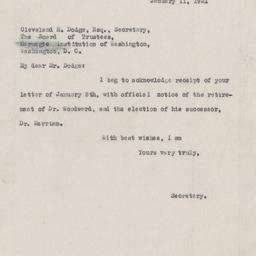 January 11, 1921
Cleveland H. Dodge, Esq., Secretary,
The Board of Trustees,
Carnegie Institution of Washington,
Washington, D. C.
My dear Mr. Dodge:
I beg to acknowledge receipt of your
letter of January 8th, with official notice of the retire-
ment of Dr. Woodward, and the election of his successor,
Dr. Merriam.
With best wishes, I am
Yours very truly,
Secretary.